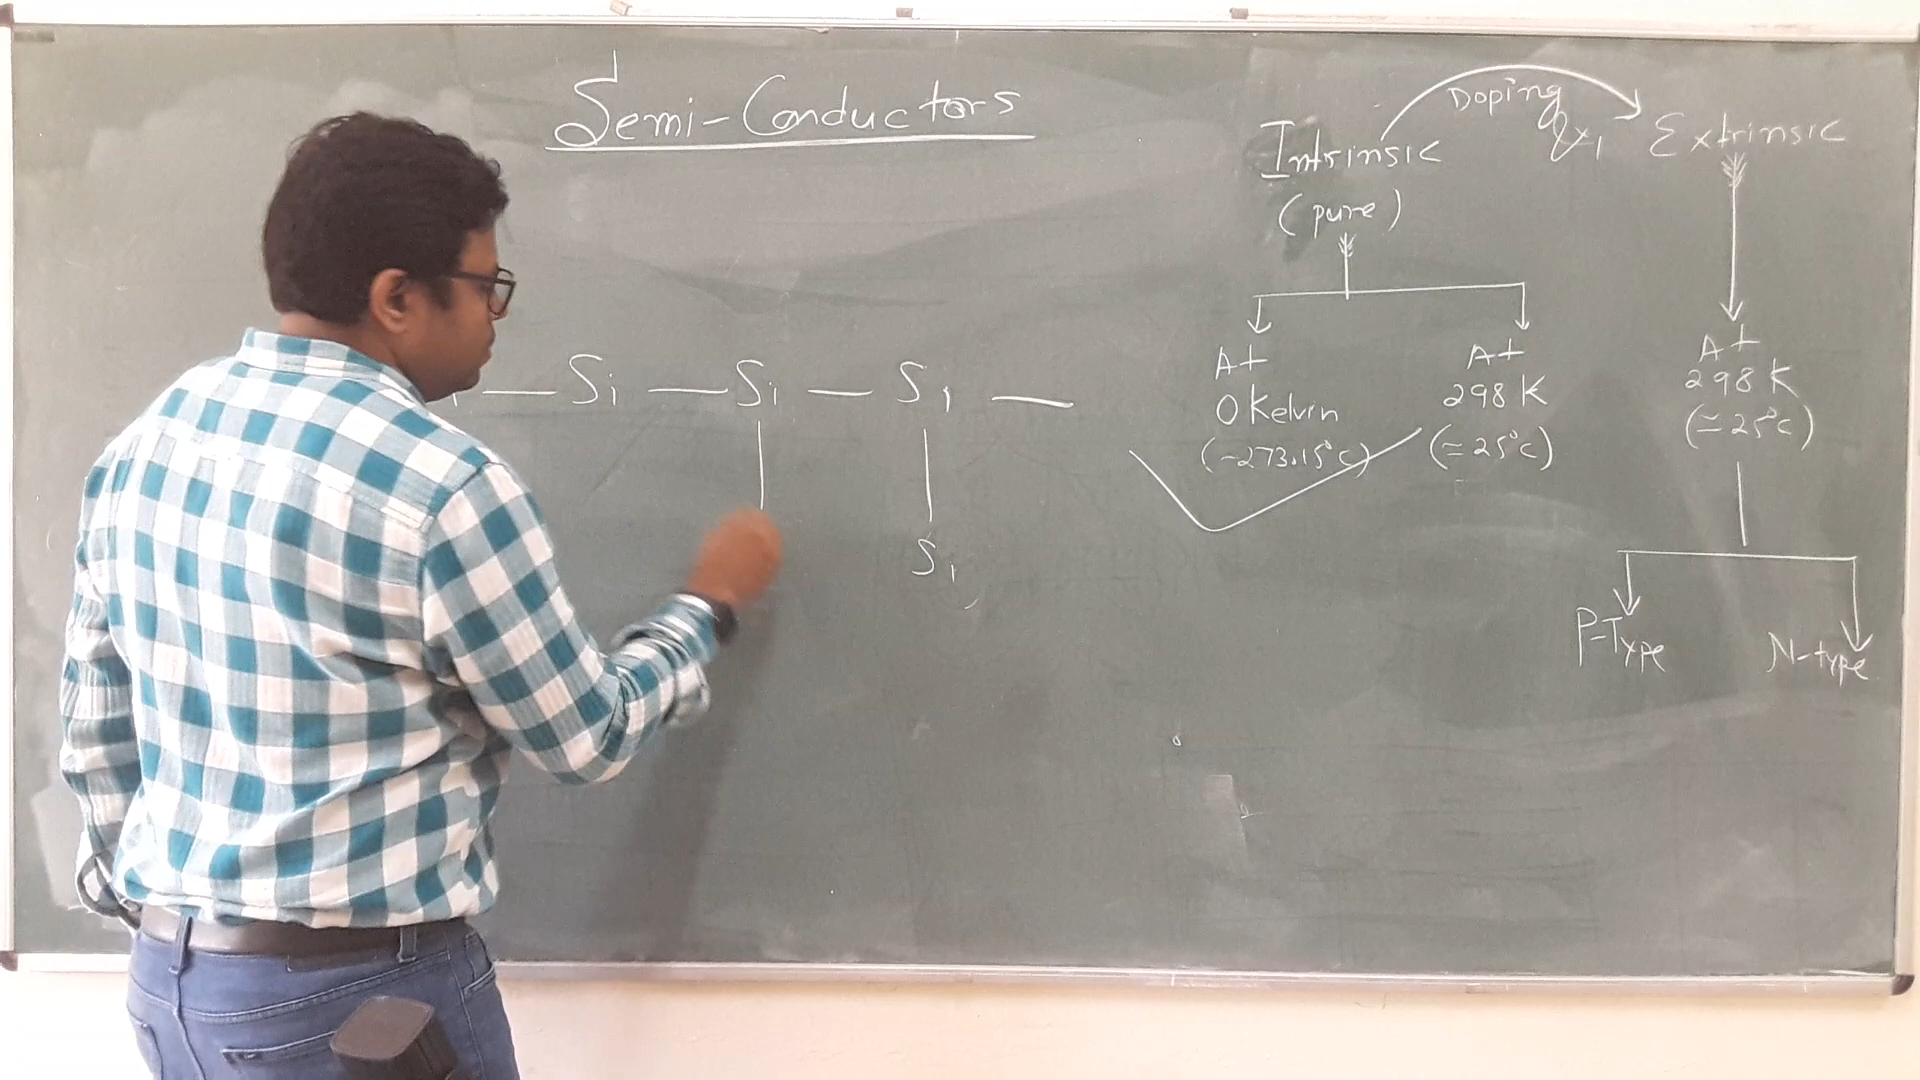 Semi-Conductors
Doping
Intrinsic
Extrinsic
(pure)
At
0 Kelvin
(-273.15°C)
At
298 K
(≃25°C)
At
298 K
(≃25°C)
— Si — Si — Si —
Si
P-Type
N-type